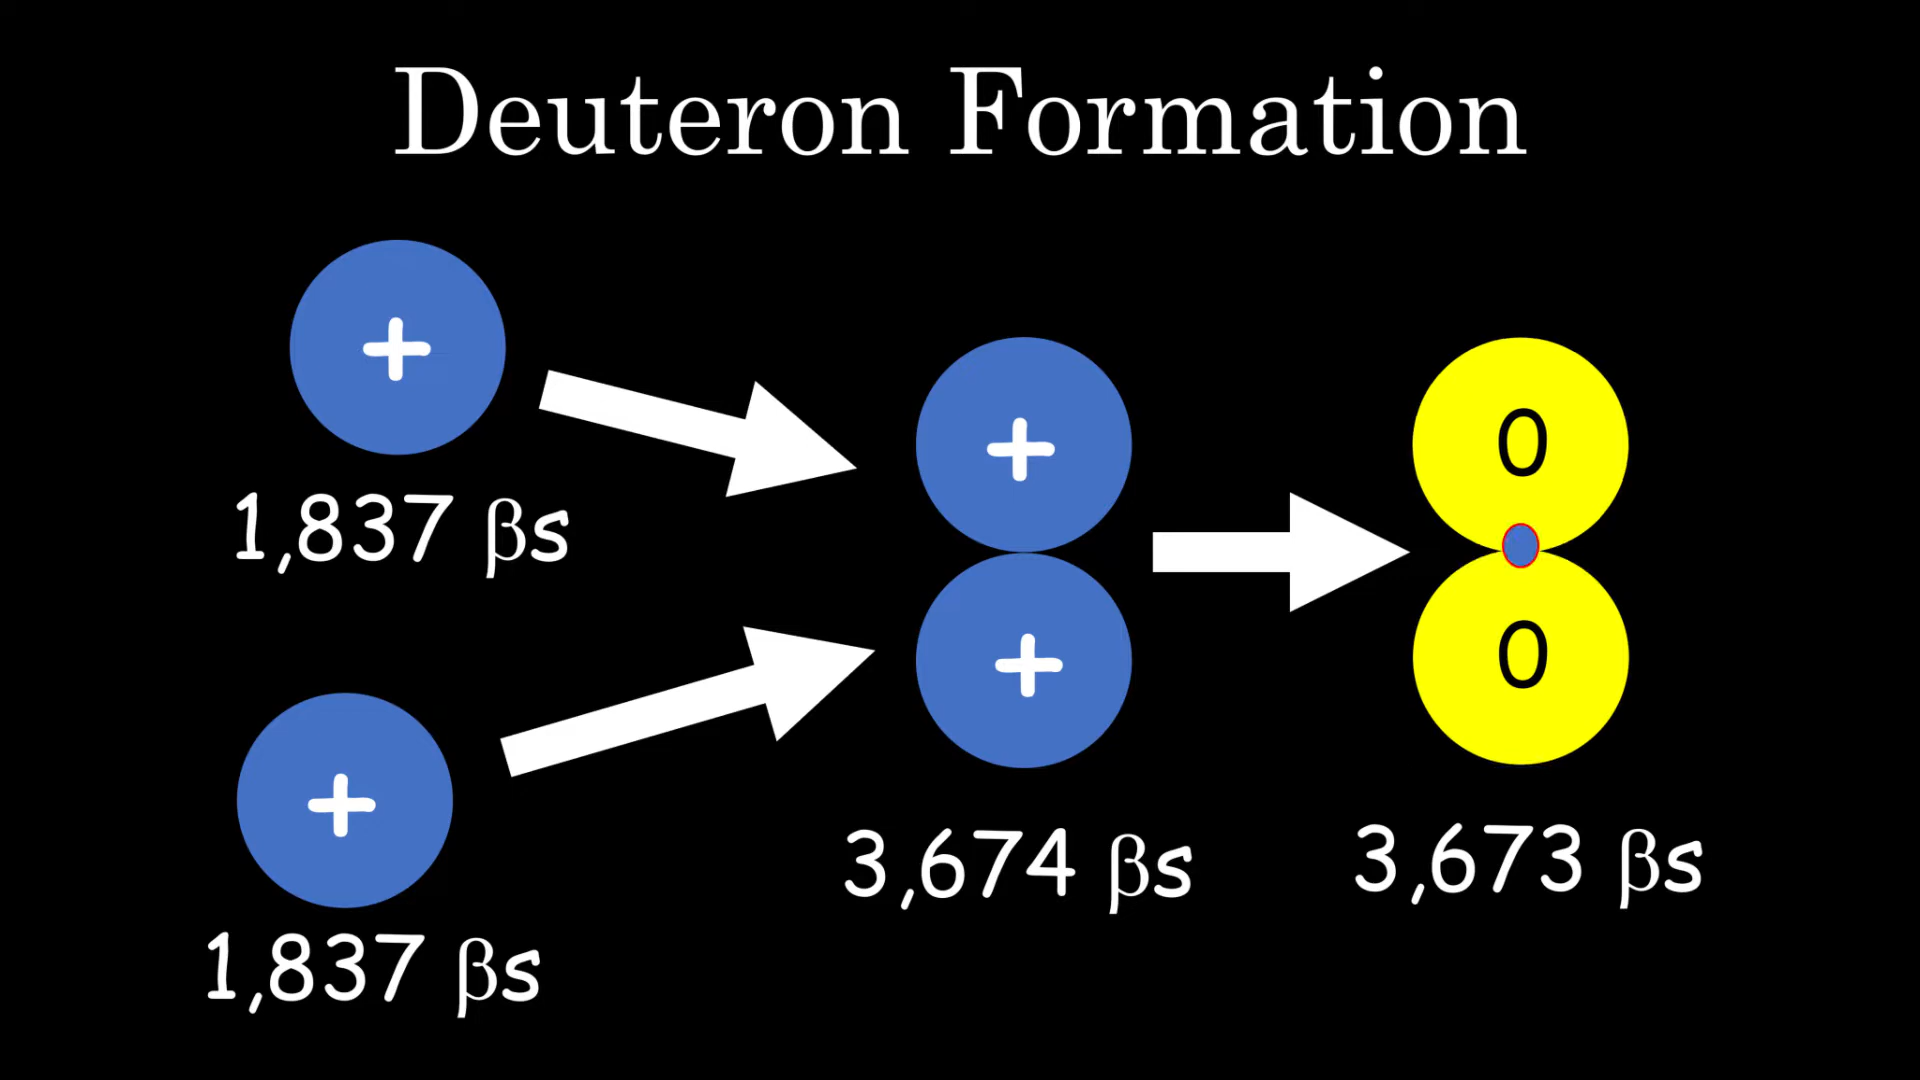 Deuteron Formation
+
1,837 βs
+
1,837 βs
+
+
3,674 βs
0
0
3,673 βs